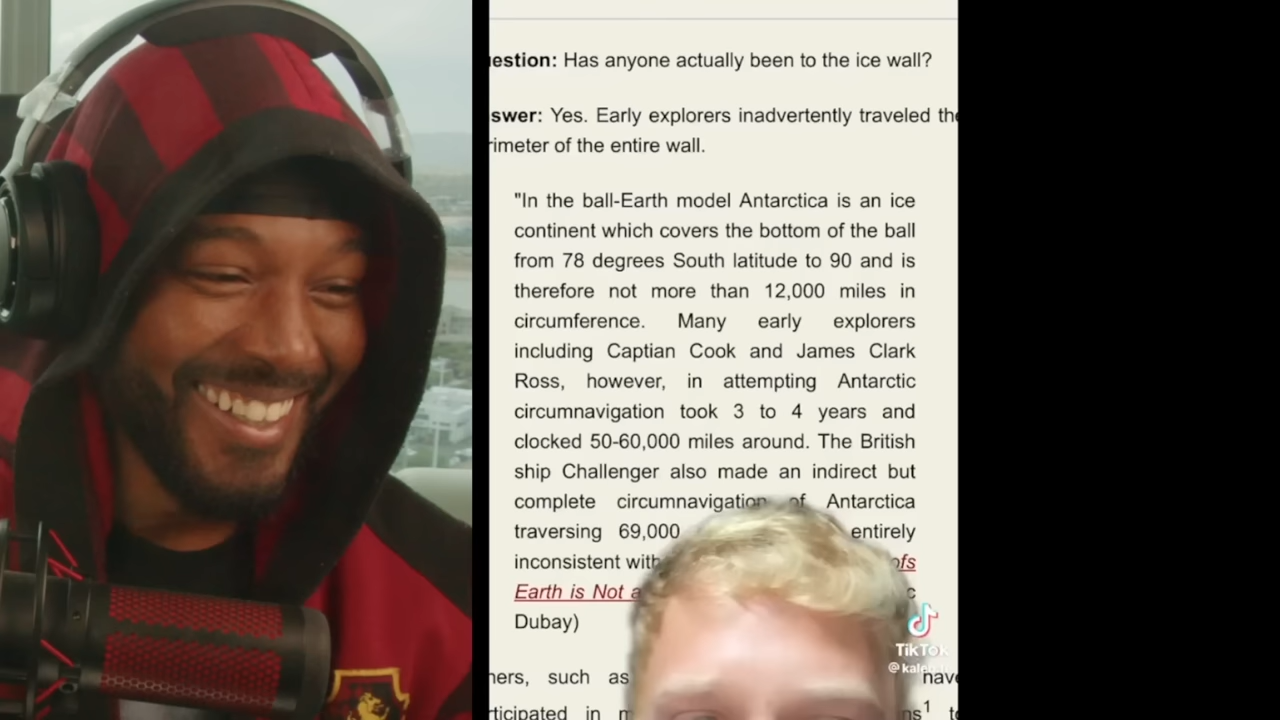 estion: Has anyone actually been to the ice wall?
swer: Yes. Early explorers inadvertently traveled the
rimeter of the entire wall.
"In the ball-Earth model Antarctica is an ice
continent which covers the bottom of the ball
from 78 degrees South latitude to 90 and is
therefore not more than 12,000 miles in
circumference. Many early explorers
including Captian Cook and James Clark
Ross, however, in attempting Antarctic
circumnavigation took 3 to 4 years and
clocked 50-60,000 miles around. The British
ship Challenger also made an indirect but
complete circumnavigation of Antarctica
traversing 69,000 entirely
inconsistent with ofs
Earth is Not a c
Dubay)
TikTok
@kaleb
hers, such as have
rticipated in m ns1 to